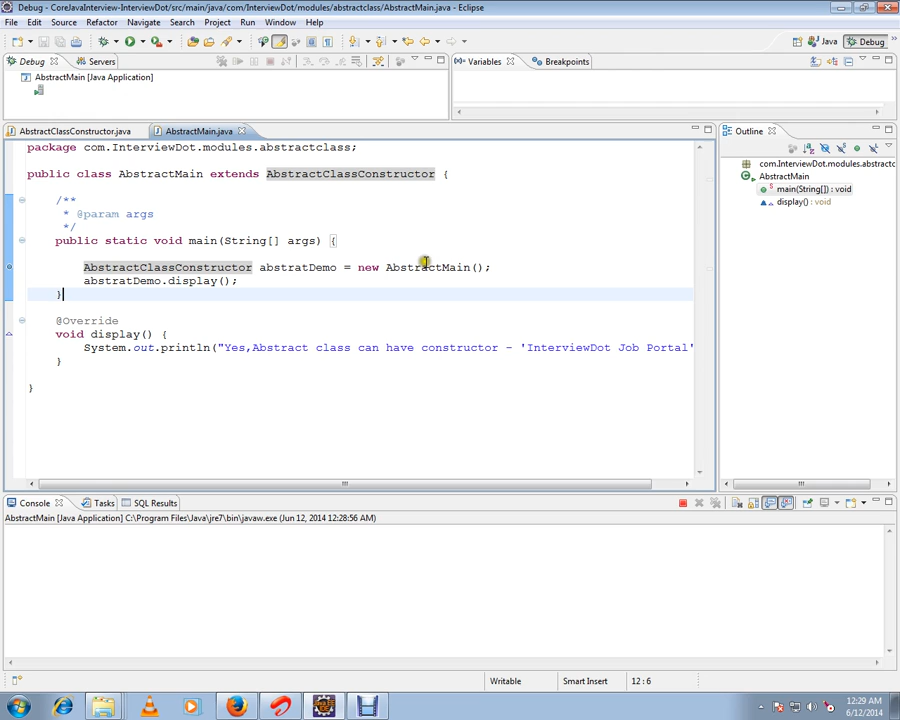 Debug - CoreJavaInterview-InterviewDot/src/main/java/com/InterviewDot/modules/abstractclass/AbstractMain.java - Eclipse
File Edit Source Refactor Navigate Search Project Run Window Help
Java Debug
Debug Servers
Variables Breakpoints
AbstractMain [Java Application]
AbstractClassConstructor.java AbstractMain.java
Outline
package com.InterviewDot.modules.abstractclass;
public class AbstractMain extends AbstractClassConstructor {
/**
* @param args
*/
public static void main(String[] args) {
AbstractClassConstructor abstratDemo = new AbstractMain();
abstratDemo.display();
}
@Override
void display() {
System.out.println("Yes,Abstract class can have constructor - 'InterviewDot Job Portal'
}
}
com.InterviewDot.modules.abstractc
AbstractMain
main(String[]) : void
display() : void
Console Tasks SQL Results
AbstractMain [Java Application] C:\Program Files\Java\jre7\bin\javaw.exe (Jun 12, 2014 12:28:56 AM)
Writable Smart Insert 12 : 6
12:29 AM
6/12/2014